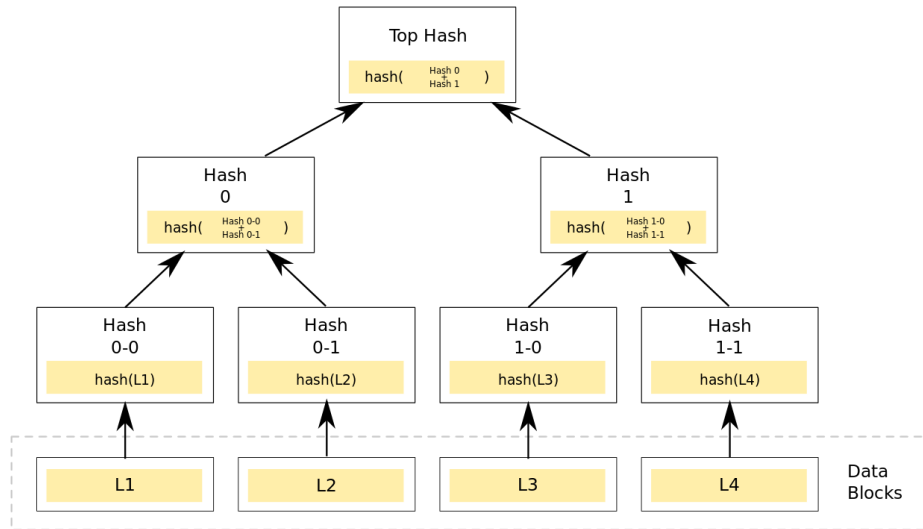 Top Hash
hash( Hash 0 + Hash 1 )
Hash
0
hash( Hash 0-0 + Hash 0-1 )
Hash
1
hash( Hash 1-0 + Hash 1-1 )
Hash
0-0
hash(L1)
Hash
0-1
hash(L2)
Hash
1-0
hash(L3)
Hash
1-1
hash(L4)
L1
L2
L3
L4
Data
Blocks